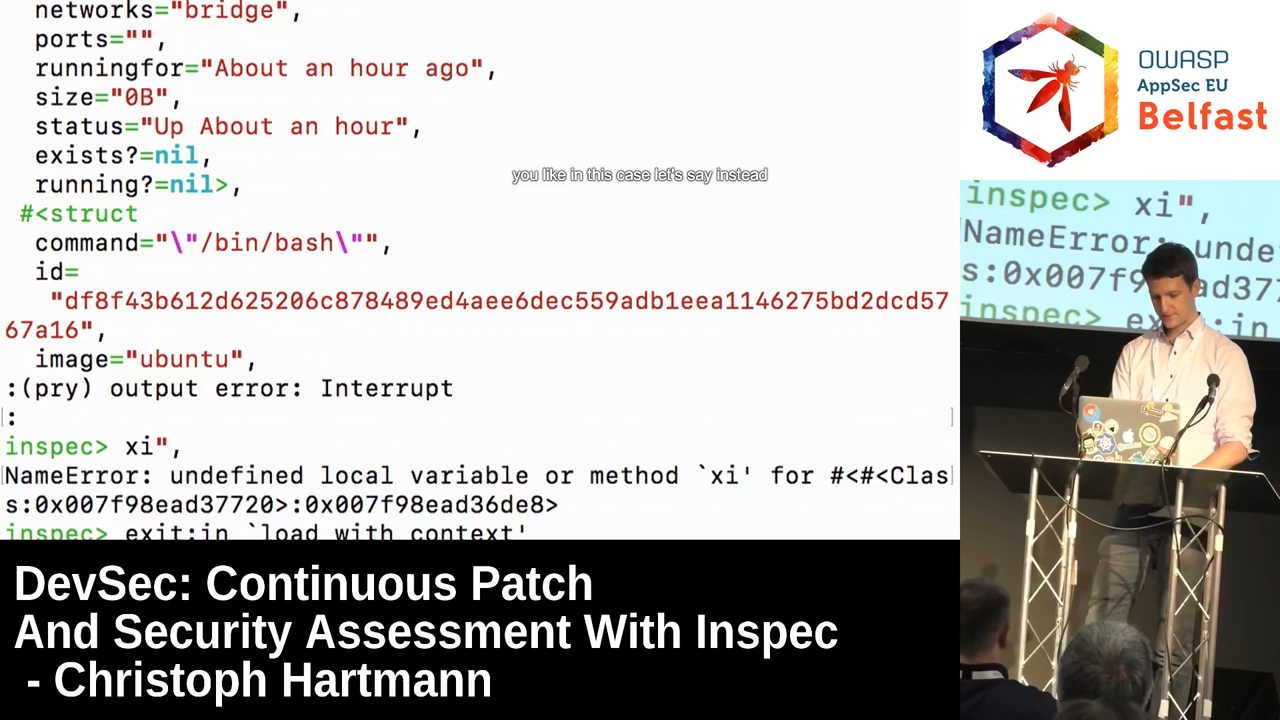 networks="bridge",
ports="",
runningfor="About an hour ago",
size="0B",
status="Up About an hour",
exists?=nil,
running?=nil>,
#<struct
command="\"/bin/bash\"",
id=
"df8f43b612d625206c878489ed4aee6dec559adb1eea1146275bd2dcd57
67a16",
image="ubuntu",
:(pry) output error: Interrupt
:
inspec> xi",
NameError: undefined local variable or method `xi' for #<#<Clas
s:0x007f98ead37720>:0x007f98ead36de8>
inspec> exit:in `load_with_context'
you like in this case let's say instead
OWASP
AppSec EU
Belfast
inspec> xi",
NameError: unde
s:0x007f9 ad37
inspec> ex t:in
DevSec: Continuous Patch
And Security Assessment With Inspec
- Christoph Hartmann